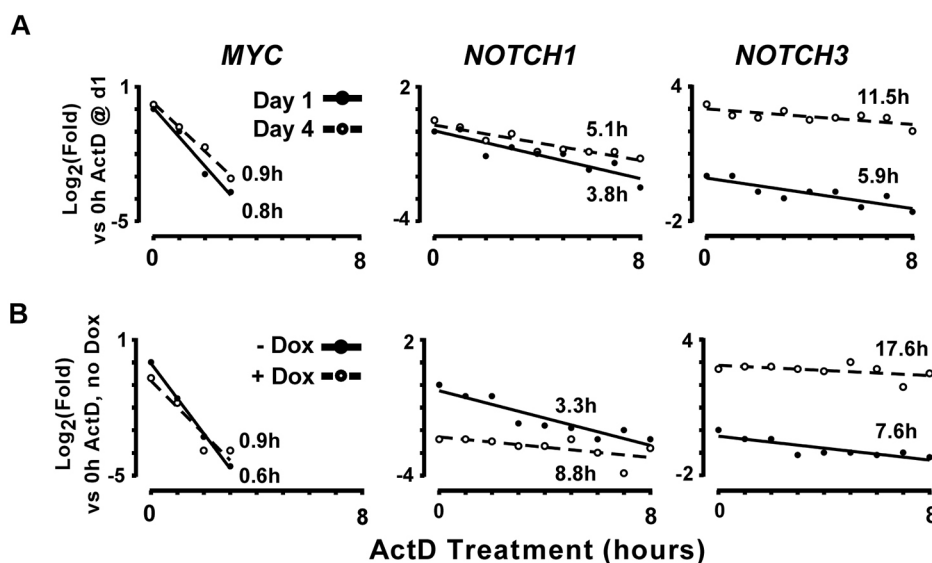 A
MYC
NOTCH1
NOTCH3
Log2(Fold)
vs 0h ActD @ d1
1
-5
Day 1
Day 4
0.9h
0.8h
0
8
2
-4
5.1h
3.8h
0
8
4
-2
11.5h
5.9h
0
8
B
Log2(Fold)
vs 0h ActD, no Dox
1
-5
- Dox
+ Dox
0.9h
0.6h
0
8
2
-4
3.3h
8.8h
0
8
4
-2
17.6h
7.6h
0
8
ActD Treatment (hours)